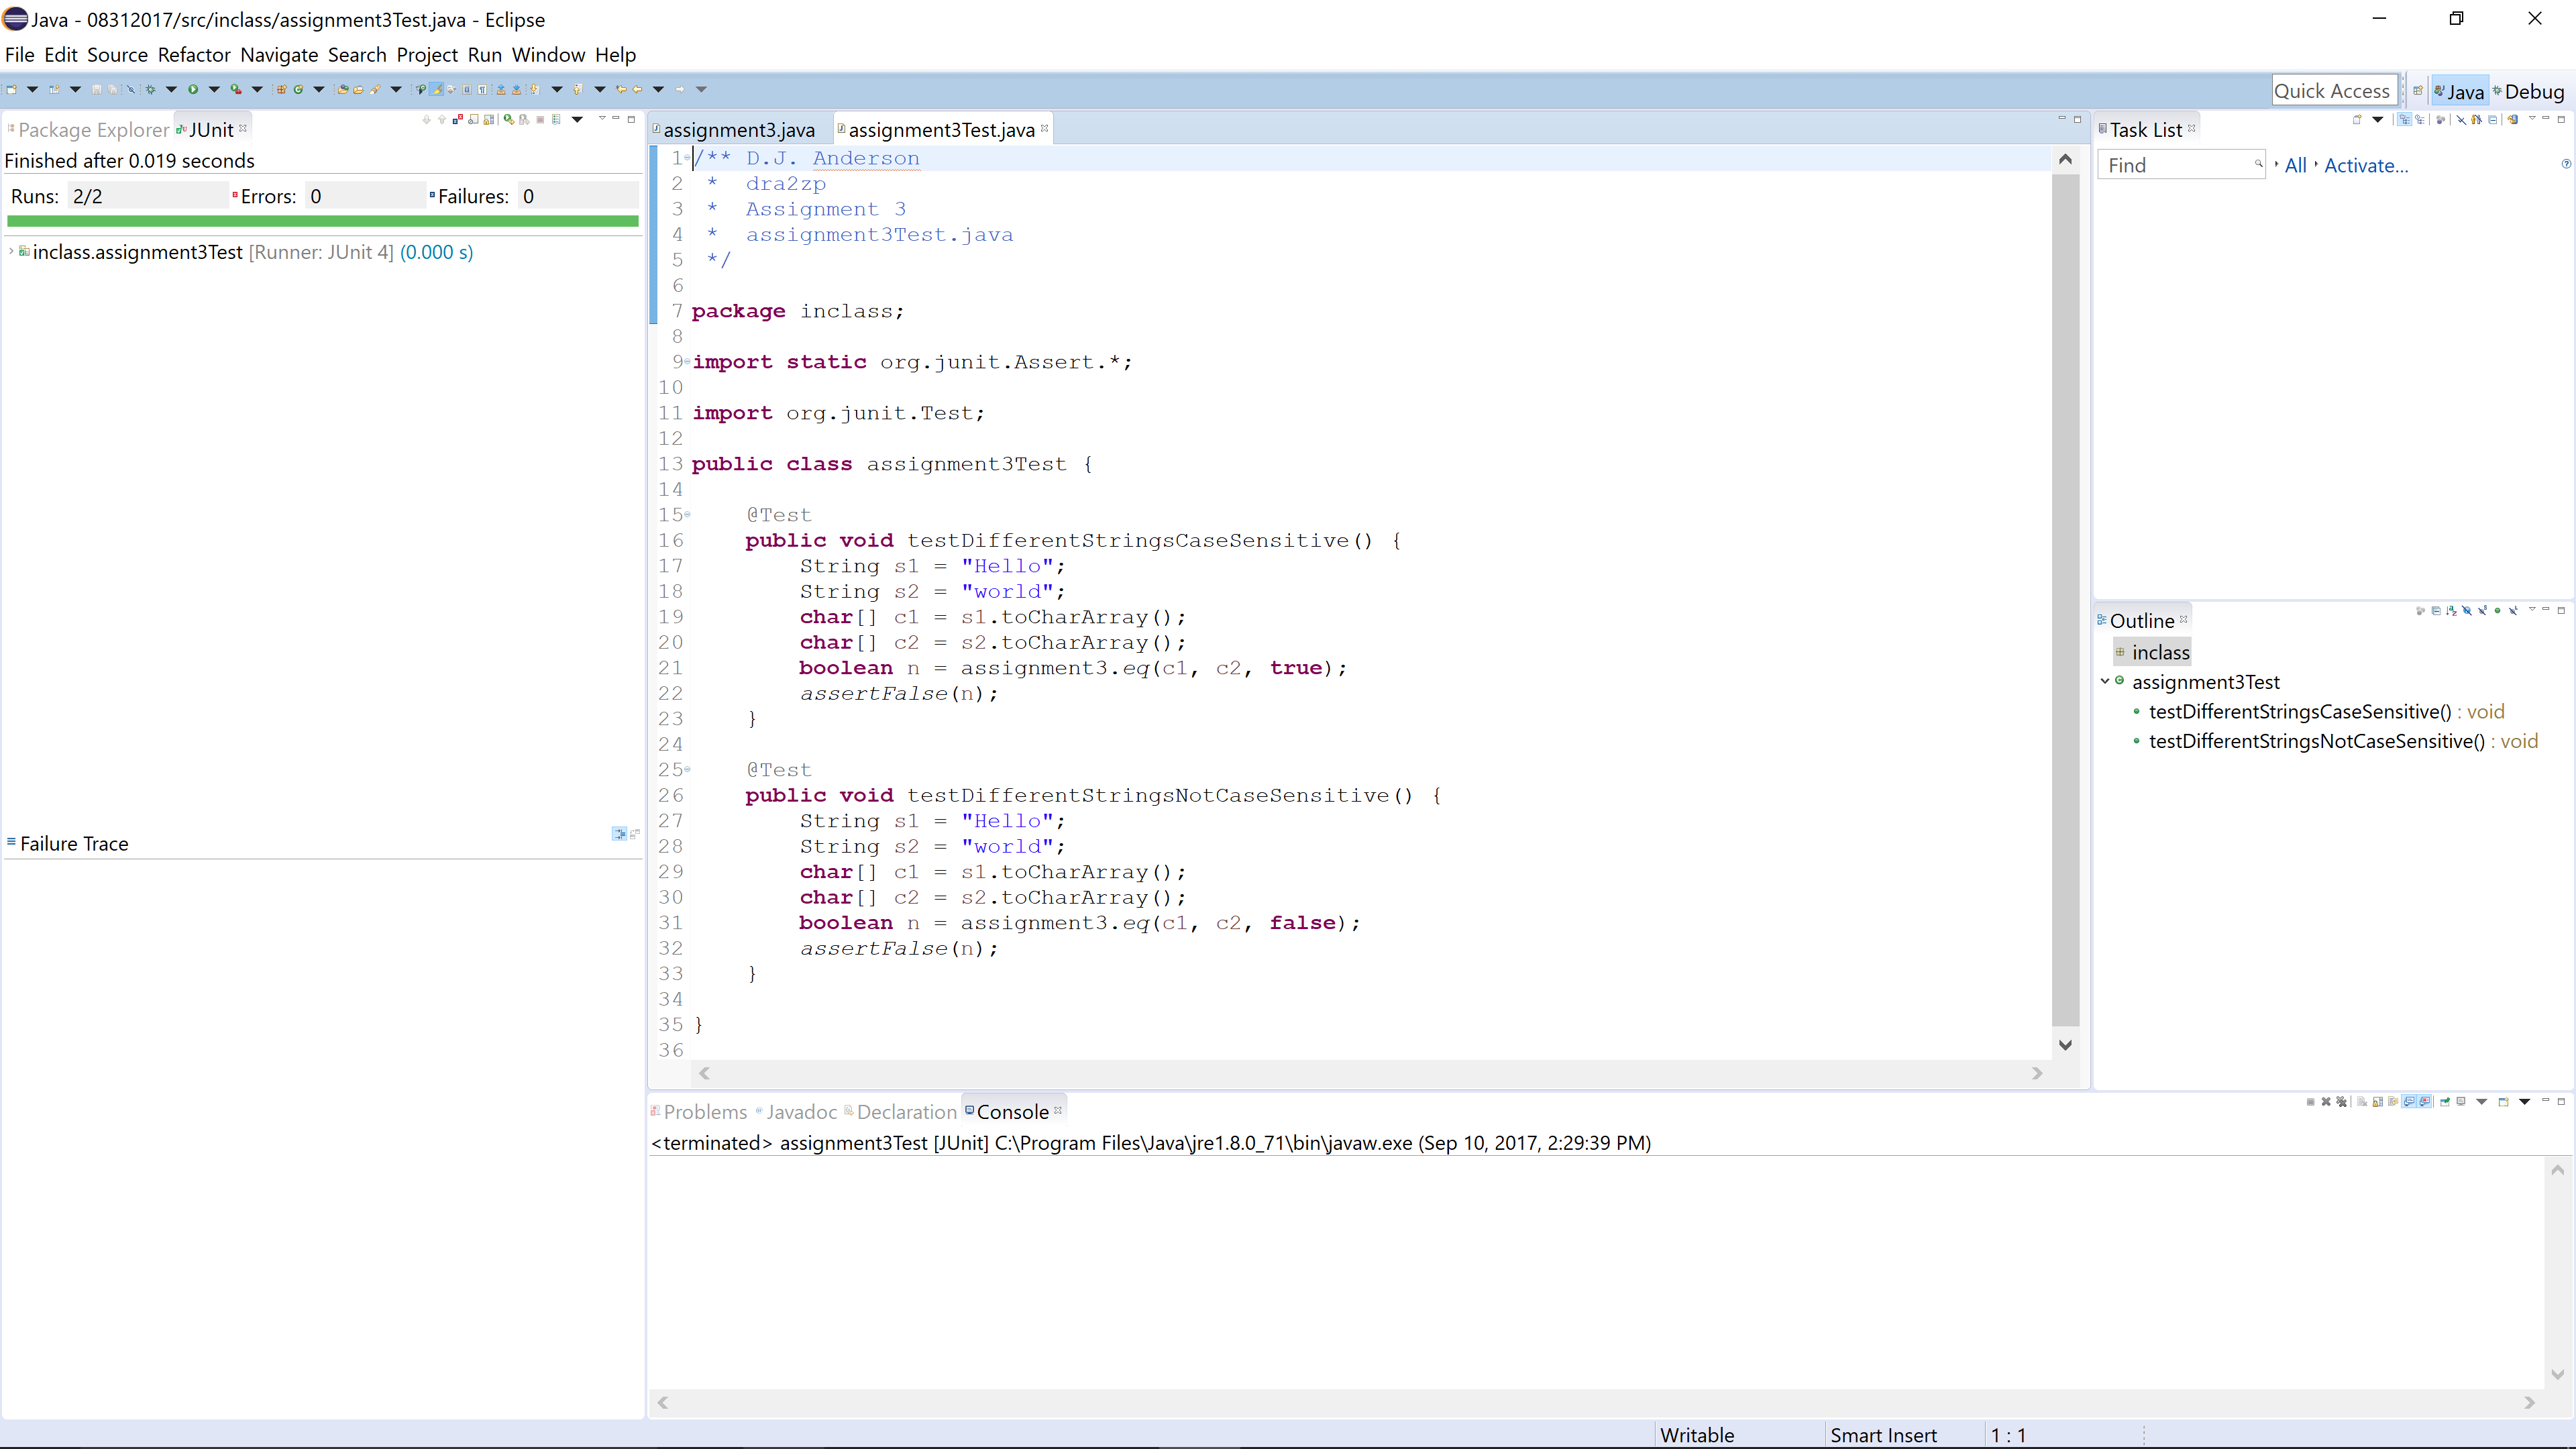 Java - 08312017/src/inclass/assignment3Test.java - Eclipse
File Edit Source Refactor Navigate Search Project Run Window Help
Quick Access Java Debug
Package Explorer JUnit
Finished after 0.019 seconds
Runs: 2/2 Errors: 0 Failures: 0
inclass.assignment3Test [Runner: JUnit 4] (0.000 s)
Failure Trace
assignment3.java assignment3Test.java
1 /** D.J. Anderson
2 * dra2zp
3 * Assignment 3
4 * assignment3Test.java
5 */
6
7 package inclass;
8
9 import static org.junit.Assert.*;
10
11 import org.junit.Test;
12
13 public class assignment3Test {
14
15 @Test
16 public void testDifferentStringsCaseSensitive() {
17 String s1 = "Hello";
18 String s2 = "world";
19 char[] c1 = s1.toCharArray();
20 char[] c2 = s2.toCharArray();
21 boolean n = assignment3.eq(c1, c2, true);
22 assertFalse(n);
23 }
24
25 @Test
26 public void testDifferentStringsNotCaseSensitive() {
27 String s1 = "Hello";
28 String s2 = "world";
29 char[] c1 = s1.toCharArray();
30 char[] c2 = s2.toCharArray();
31 boolean n = assignment3.eq(c1, c2, false);
32 assertFalse(n);
33 }
34
35 }
36
Task List
Find All Activate...
Outline
inclass
assignment3Test
testDifferentStringsCaseSensitive() : void
testDifferentStringsNotCaseSensitive() : void
Problems Javadoc Declaration Console
<terminated> assignment3Test [JUnit] C:\Program Files\Java\jre1.8.0_71\bin\javaw.exe (Sep 10, 2017, 2:29:39 PM)
Writable Smart Insert 1 : 1